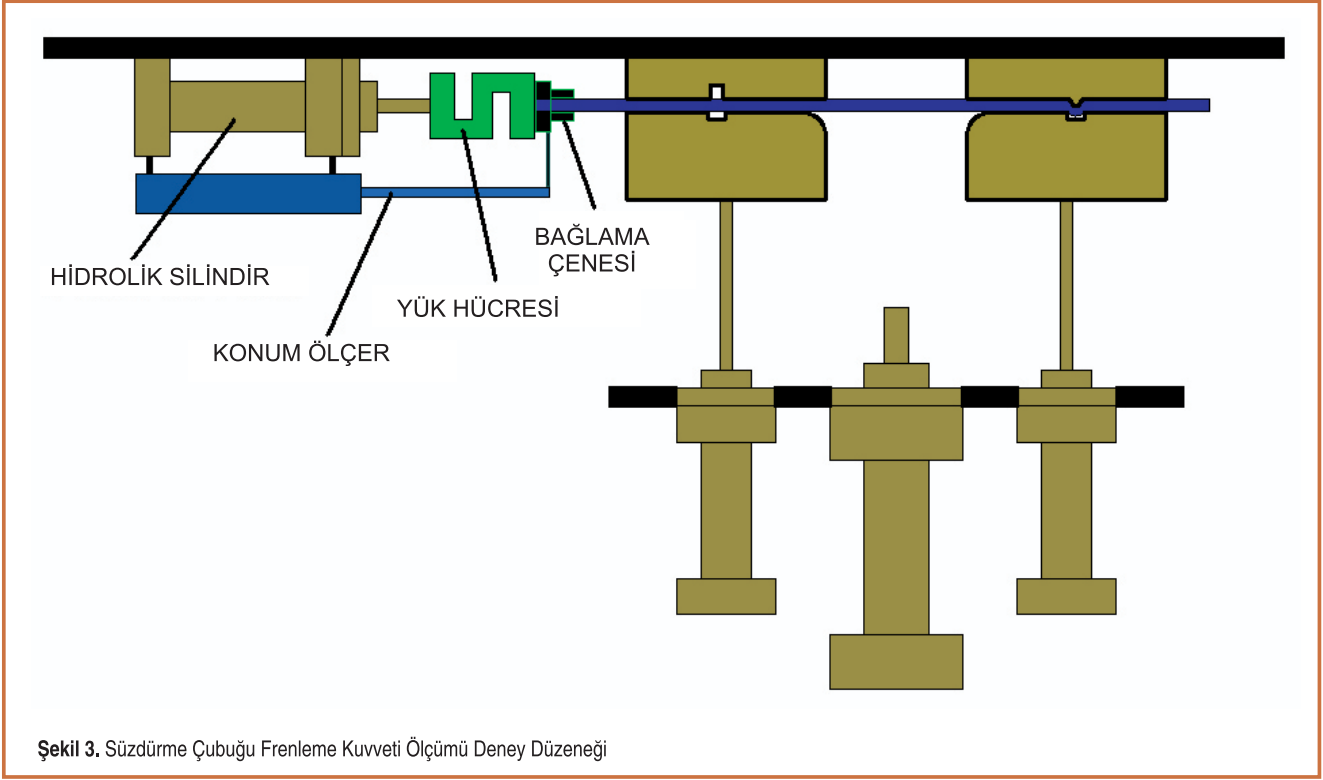 HİDROLİK SİLİNDİR
KONUM ÖLÇER
YÜK HÜCRESİ
BAĞLAMA
ÇENESİ
Şekil 3. Süzdürme Çubuğu Frenleme Kuvveti Ölçümü Deney Düzeneği